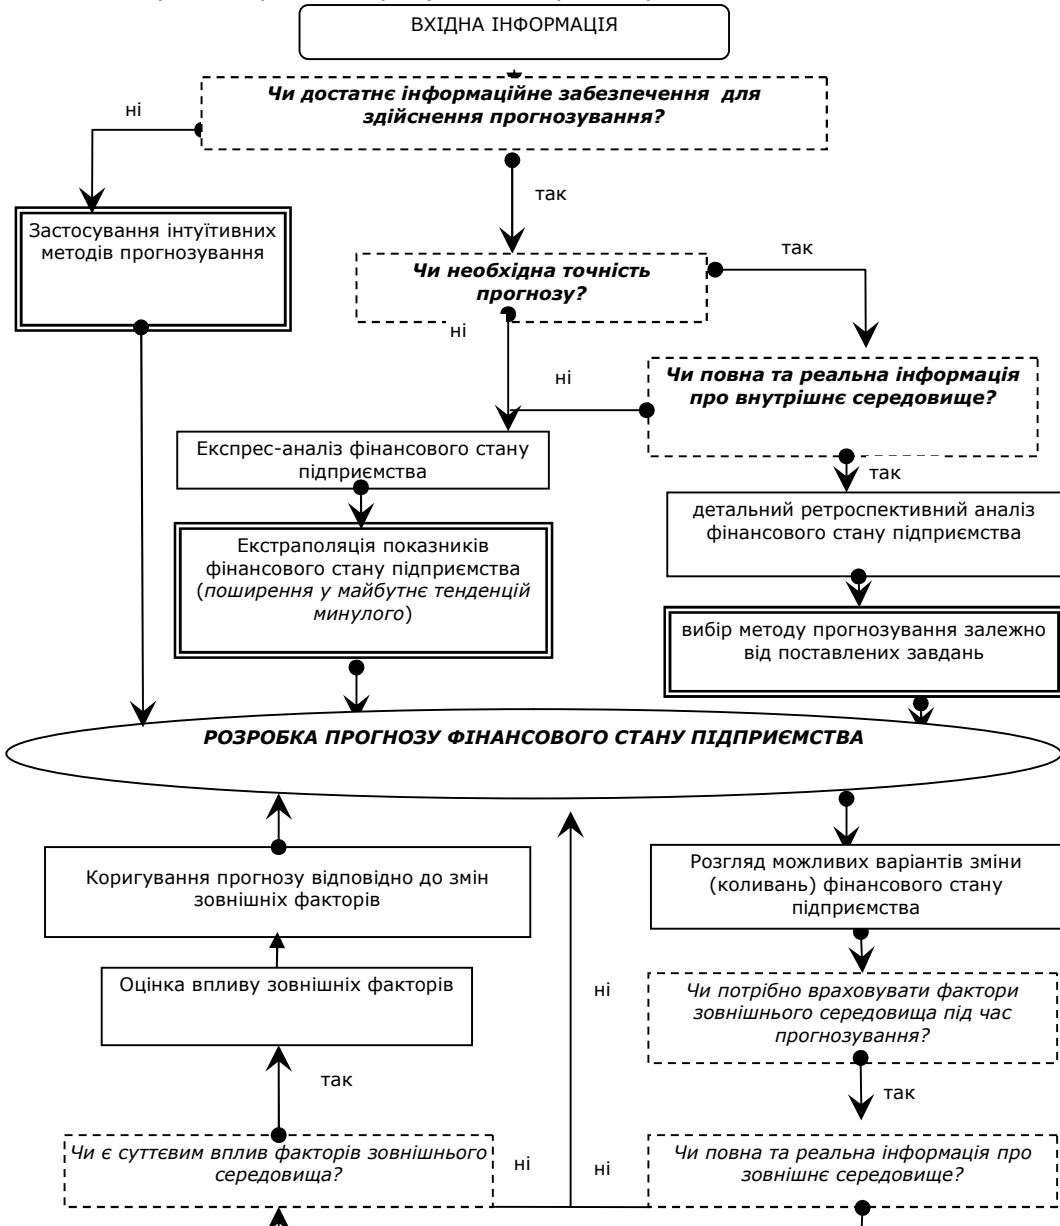 ВХІДНА ІНФОРМАЦІЯ
Чи достатнє інформаційне забезпечення для
здійснення прогнозування?
ні
так
Застосування інтуїтивних
методів прогнозування
так
Чи необхідна точність
прогнозу?
ні
ні
Чи повна та реальна інформація
про внутрішнє середовище?
Експрес-аналіз фінансового стану
підприємства
так
детальний ретроспективний аналіз
фінансового стану підприємства
Екстраполяція показників
фінансового стану підприємства
(поширення у майбутнє тенденцій
минулого)
вибір методу прогнозування залежно
від поставлених завдань
РОЗРОБКА ПРОГНОЗУ ФІНАНСОВОГО СТАНУ ПІДПРИЄМСТВА
Коригування прогнозу відповідно до змін
зовнішніх факторів
Розгляд можливих варіантів зміни
(коливань) фінансового стану
підприємства
Оцінка впливу зовнішніх факторів
ні
Чи потрібно враховувати фактори
зовнішнього середовища під час
прогнозування?
так
так
Чи є суттєвим вплив факторів зовнішнього
середовища?
ні
ні
Чи повна та реальна інформація про
зовнішнє середовище?